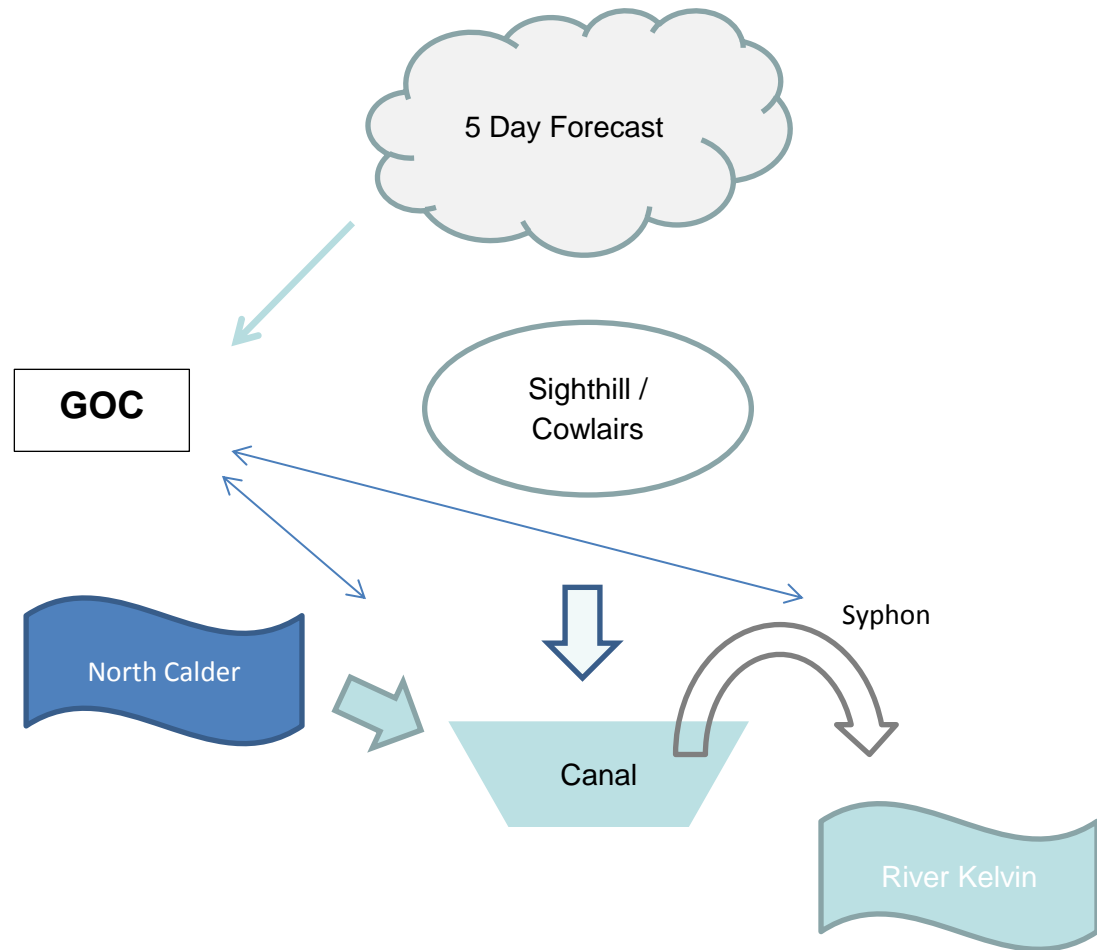 5 Day Forecast
GOC
Sighthill /
Cowlairs
Syphon
North Calder
Canal
River Kelvin